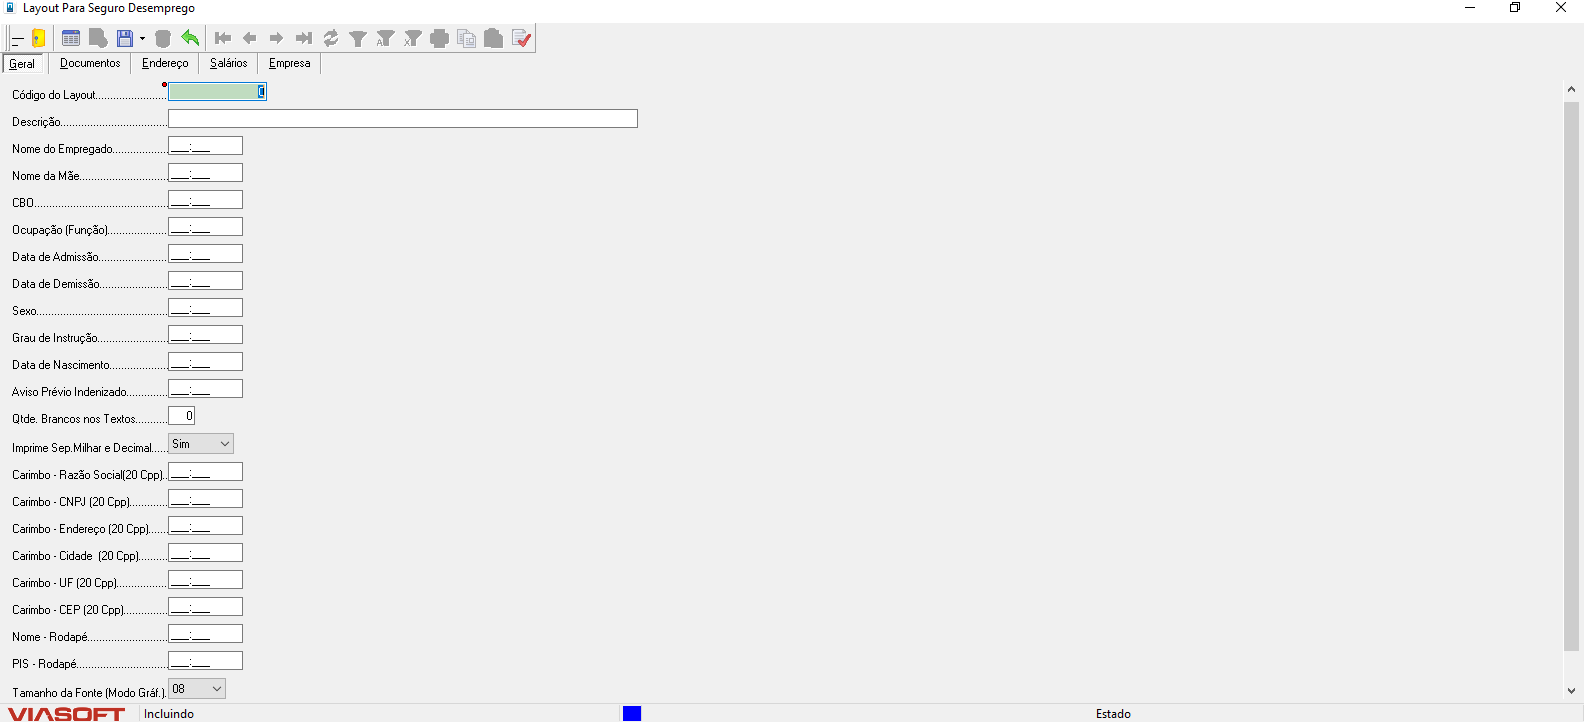 Layout Para Seguro Desemprego
Geral Documentos Endereço Salários Empresa
Código do Layout........................ 0
Descrição....................................
Nome do Empregado...................___:___
Nome da Mãe..............................___:___
CBO.............................................___:___
Ocupação (Função)....................___:___
Data de Admissão.......................___:___
Data de Demissão.......................___:___
Sexo............................................___:___
Grau de Instrução........................___:___
Data de Nascimento....................___:___
Aviso Prévio Indenizado..............___:___
Qtde. Brancos nos Textos........... 0
Imprime Sep.Milhar e Decimal...... Sim
Carimbo - Razão Social(20 Cpp)..___:___
Carimbo - CNPJ (20 Cpp)............___:___
Carimbo - Endereço (20 Cpp)......___:___
Carimbo - Cidade  (20 Cpp).........___:___
Carimbo - UF (20 Cpp).................___:___
Carimbo - CEP (20 Cpp)..............___:___
Nome - Rodapé...........................___:___
PIS - Rodapé...............................___:___
Tamanho da Fonte (Modo Gráf.). 08
VIASOFT Incluindo Estado